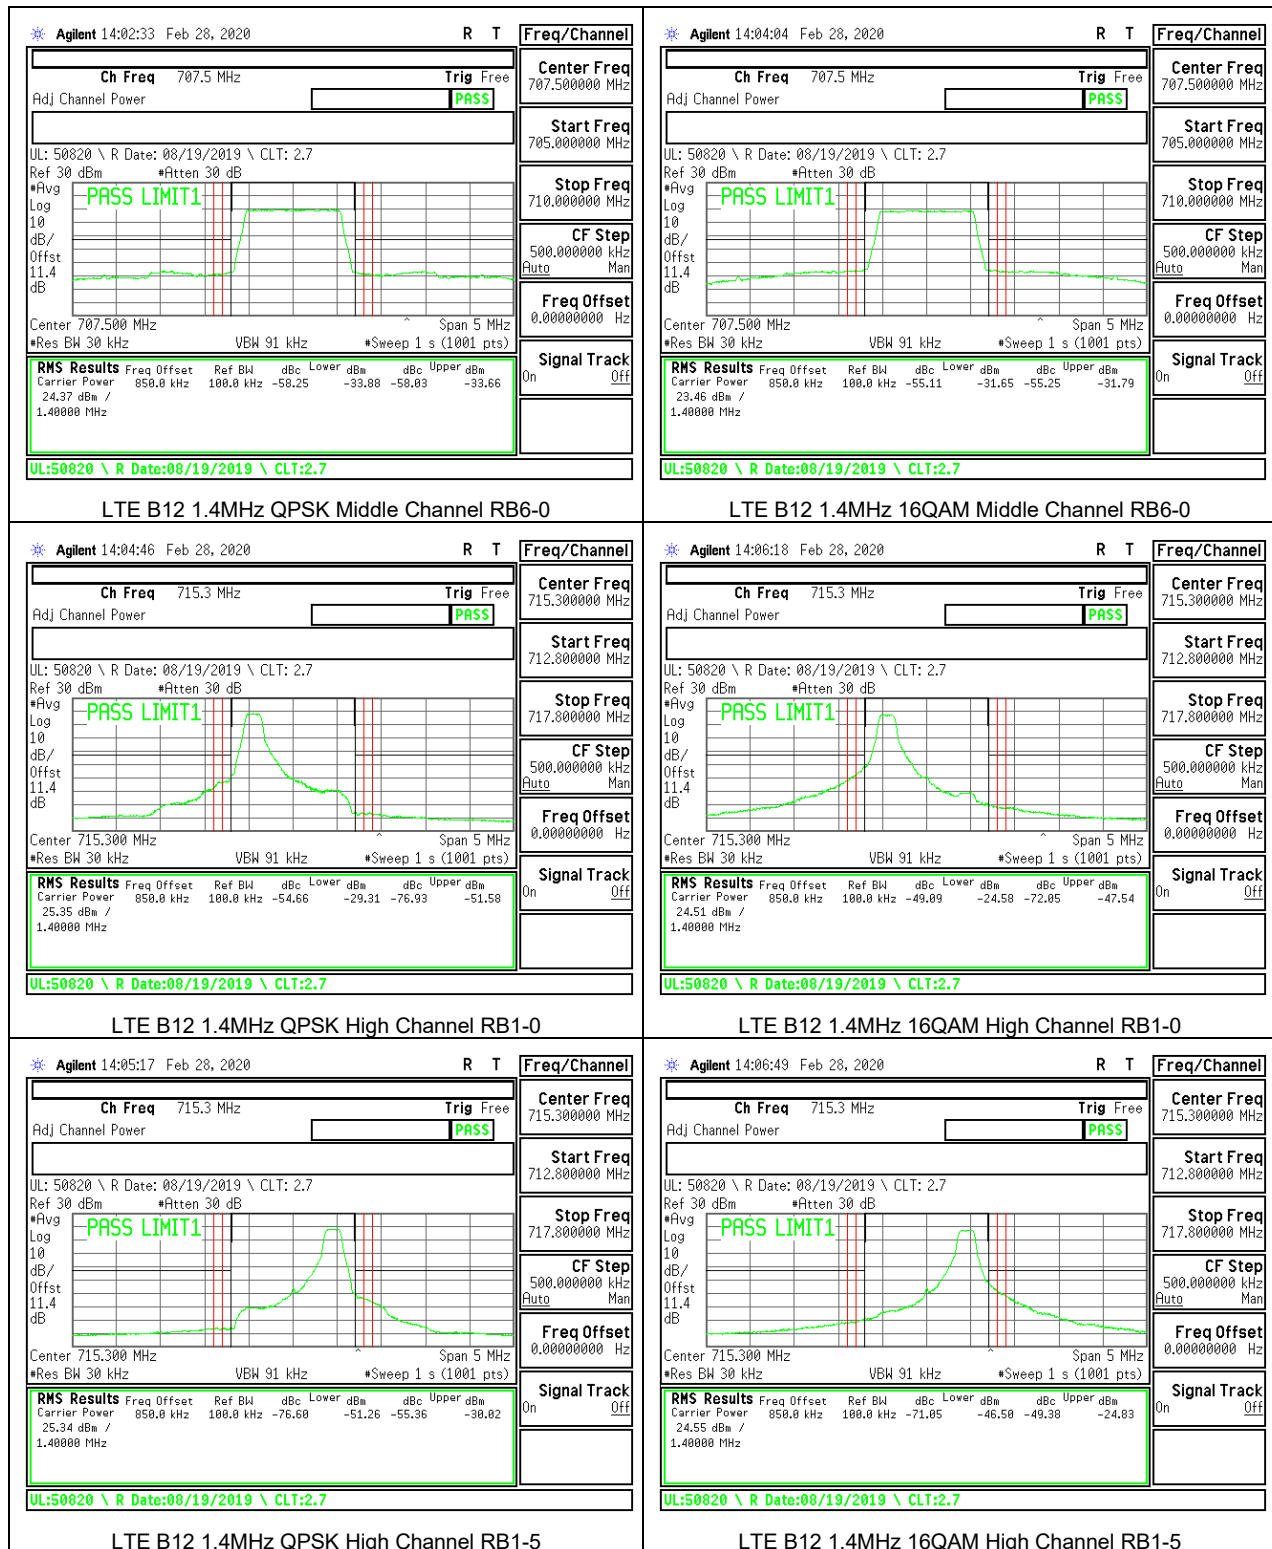 Agilent 14:02:33 Feb 28, 2020 R T Freq/Channel
Ch Freq 707.5 MHz Trig Free
Adj Channel Power PASS
Center Freq
707.500000 MHz
Start Freq
705.000000 MHz
UL: 50820 \ R Date: 08/19/2019 \ CLT: 2.7
Ref 30 dBm #Atten 30 dB
#Avg
Log
10
dB/
Offst
11.4
dB
PASS LIMIT1
Stop Freq
710.000000 MHz
CF Step
500.000000 kHz
Auto Man
Freq Offset
0.00000000 Hz
Center 707.500 MHz Span 5 MHz
#Res BW 30 kHz VBW 91 kHz #Sweep 1 s (1001 pts)
Signal Track
On Off
RMS Results Freq Offset Ref BW dBc Lower dBm dBc Upper dBm
Carrier Power 850.0 kHz 100.0 kHz -58.25 -33.88 -58.03 -33.66
24.37 dBm /
1.40000 MHz
UL:50820 \ R Date:08/19/2019 \ CLT:2.7
LTE B12 1.4MHz QPSK Middle Channel RB6-0
Agilent 14:04:04 Feb 28, 2020 R T Freq/Channel
Ch Freq 707.5 MHz Trig Free
Adj Channel Power PASS
Center Freq
707.500000 MHz
Start Freq
705.000000 MHz
UL: 50820 \ R Date: 08/19/2019 \ CLT: 2.7
Ref 30 dBm #Atten 30 dB
#Avg
Log
10
dB/
Offst
11.4
dB
PASS LIMIT1
Stop Freq
710.000000 MHz
CF Step
500.000000 kHz
Auto Man
Freq Offset
0.00000000 Hz
Center 707.500 MHz Span 5 MHz
#Res BW 30 kHz VBW 91 kHz #Sweep 1 s (1001 pts)
Signal Track
On Off
RMS Results Freq Offset Ref BW dBc Lower dBm dBc Upper dBm
Carrier Power 850.0 kHz 100.0 kHz -55.11 -31.65 -55.25 -31.79
23.46 dBm /
1.40000 MHz
UL:50820 \ R Date:08/19/2019 \ CLT:2.7
LTE B12 1.4MHz 16QAM Middle Channel RB6-0
Agilent 14:04:46 Feb 28, 2020 R T Freq/Channel
Ch Freq 715.3 MHz Trig Free
Adj Channel Power PASS
Center Freq
715.300000 MHz
Start Freq
712.800000 MHz
UL: 50820 \ R Date: 08/19/2019 \ CLT: 2.7
Ref 30 dBm #Atten 30 dB
#Avg
Log
10
dB/
Offst
11.4
dB
PASS LIMIT1
Stop Freq
717.800000 MHz
CF Step
500.000000 kHz
Auto Man
Freq Offset
0.00000000 Hz
Center 715.300 MHz Span 5 MHz
#Res BW 30 kHz VBW 91 kHz #Sweep 1 s (1001 pts)
Signal Track
On Off
RMS Results Freq Offset Ref BW dBc Lower dBm dBc Upper dBm
Carrier Power 850.0 kHz 100.0 kHz -54.66 -29.31 -76.93 -51.58
25.35 dBm /
1.40000 MHz
UL:50820 \ R Date:08/19/2019 \ CLT:2.7
LTE B12 1.4MHz QPSK High Channel RB1-0
Agilent 14:06:18 Feb 28, 2020 R T Freq/Channel
Ch Freq 715.3 MHz Trig Free
Adj Channel Power PASS
Center Freq
715.300000 MHz
Start Freq
712.800000 MHz
UL: 50820 \ R Date: 08/19/2019 \ CLT: 2.7
Ref 30 dBm #Atten 30 dB
#Avg
Log
10
dB/
Offst
11.4
dB
PASS LIMIT1
Stop Freq
717.800000 MHz
CF Step
500.000000 kHz
Auto Man
Freq Offset
0.00000000 Hz
Center 715.300 MHz Span 5 MHz
#Res BW 30 kHz VBW 91 kHz #Sweep 1 s (1001 pts)
Signal Track
On Off
RMS Results Freq Offset Ref BW dBc Lower dBm dBc Upper dBm
Carrier Power 850.0 kHz 100.0 kHz -49.09 -24.58 -72.05 -47.54
24.51 dBm /
1.40000 MHz
UL:50820 \ R Date:08/19/2019 \ CLT:2.7
LTE B12 1.4MHz 16QAM High Channel RB1-0
Agilent 14:05:17 Feb 28, 2020 R T Freq/Channel
Ch Freq 715.3 MHz Trig Free
Adj Channel Power PASS
Center Freq
715.300000 MHz
Start Freq
712.800000 MHz
UL: 50820 \ R Date: 08/19/2019 \ CLT: 2.7
Ref 30 dBm #Atten 30 dB
#Avg
Log
10
dB/
Offst
11.4
dB
PASS LIMIT1
Stop Freq
717.800000 MHz
CF Step
500.000000 kHz
Auto Man
Freq Offset
0.00000000 Hz
Center 715.300 MHz Span 5 MHz
#Res BW 30 kHz VBW 91 kHz #Sweep 1 s (1001 pts)
Signal Track
On Off
RMS Results Freq Offset Ref BW dBc Lower dBm dBc Upper dBm
Carrier Power 850.0 kHz 100.0 kHz -76.60 -51.26 -55.36 -30.02
25.34 dBm /
1.40000 MHz
UL:50820 \ R Date:08/19/2019 \ CLT:2.7
LTE B12 1.4MHz QPSK High Channel RB1-5
Agilent 14:06:49 Feb 28, 2020 R T Freq/Channel
Ch Freq 715.3 MHz Trig Free
Adj Channel Power PASS
Center Freq
715.300000 MHz
Start Freq
712.800000 MHz
UL: 50820 \ R Date: 08/19/2019 \ CLT: 2.7
Ref 30 dBm #Atten 30 dB
#Avg
Log
10
dB/
Offst
11.4
dB
PASS LIMIT1
Stop Freq
717.800000 MHz
CF Step
500.000000 kHz
Auto Man
Freq Offset
0.00000000 Hz
Center 715.300 MHz Span 5 MHz
#Res BW 30 kHz VBW 91 kHz #Sweep 1 s (1001 pts)
Signal Track
On Off
RMS Results Freq Offset Ref BW dBc Lower dBm dBc Upper dBm
Carrier Power 850.0 kHz 100.0 kHz -71.05 -46.50 -49.38 -24.83
24.55 dBm /
1.40000 MHz
UL:50820 \ R Date:08/19/2019 \ CLT:2.7
LTE B12 1.4MHz 16QAM High Channel RB1-5